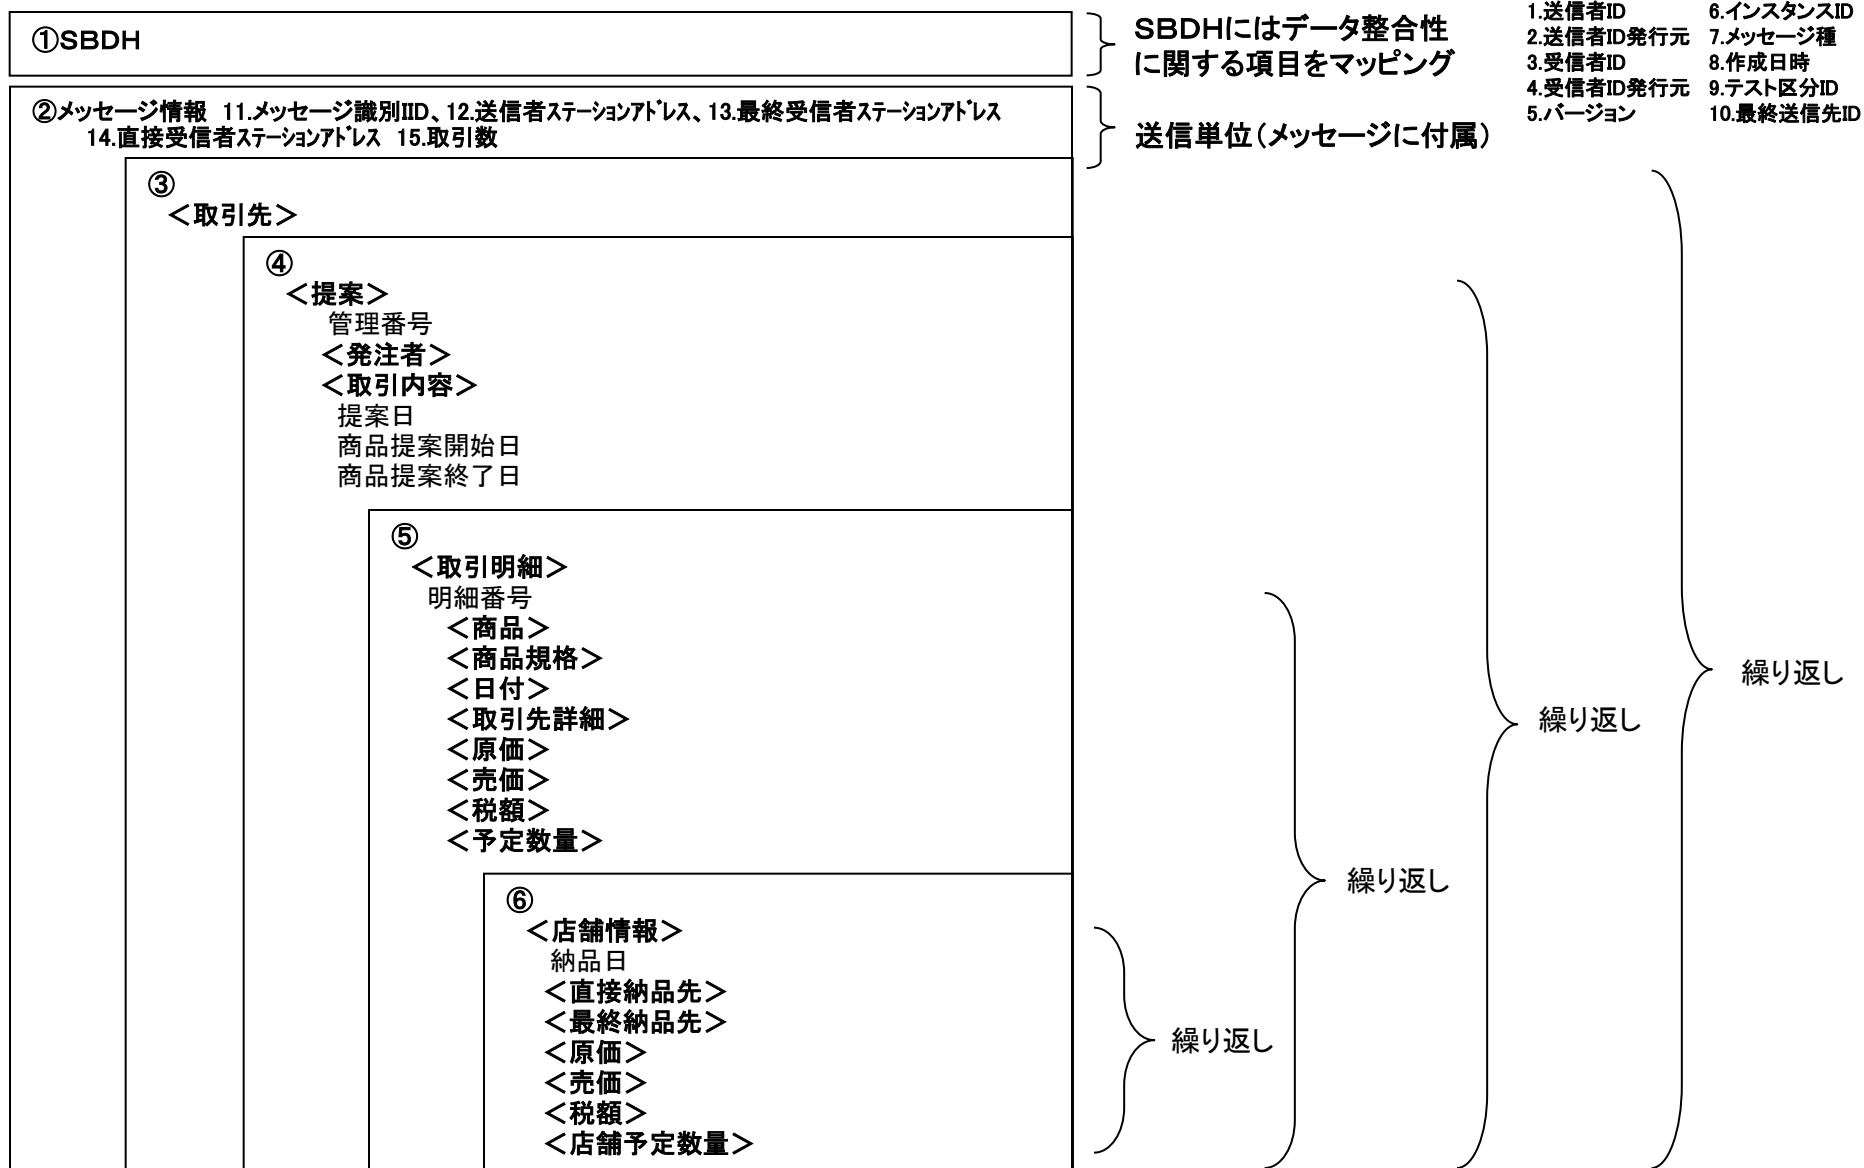 ①SBDH
SBDHにはデータ整合性
に関する項目をマッピング
1.送信者ID 6.インスタンスID
2.送信者ID発行元 7.メッセージ種
3.受信者ID 8.作成日時
4.受信者ID発行元 9.テスト区分ID
5.バージョン 10.最終送信先ID
②メッセージ情報 11.メッセージ識別IID、12.送信者ステーションアドレス、13.最終受信者ステーションアドレス
14.直接受信者ステーションアドレス 15.取引数
送信単位(メッセージに付属)
③
<取引先>
④
<提案>
管理番号
<発注者>
<取引内容>
提案日
商品提案開始日
商品提案終了日
⑤
<取引明細>
明細番号
<商品>
<商品規格>
<日付>
<取引先詳細>
<原価>
<売価>
<税額>
<予定数量>
⑥
<店舗情報>
納品日
<直接納品先>
<最終納品先>
<原価>
<売価>
<税額>
<店舗予定数量>
繰り返し
繰り返し
繰り返し
繰り返し